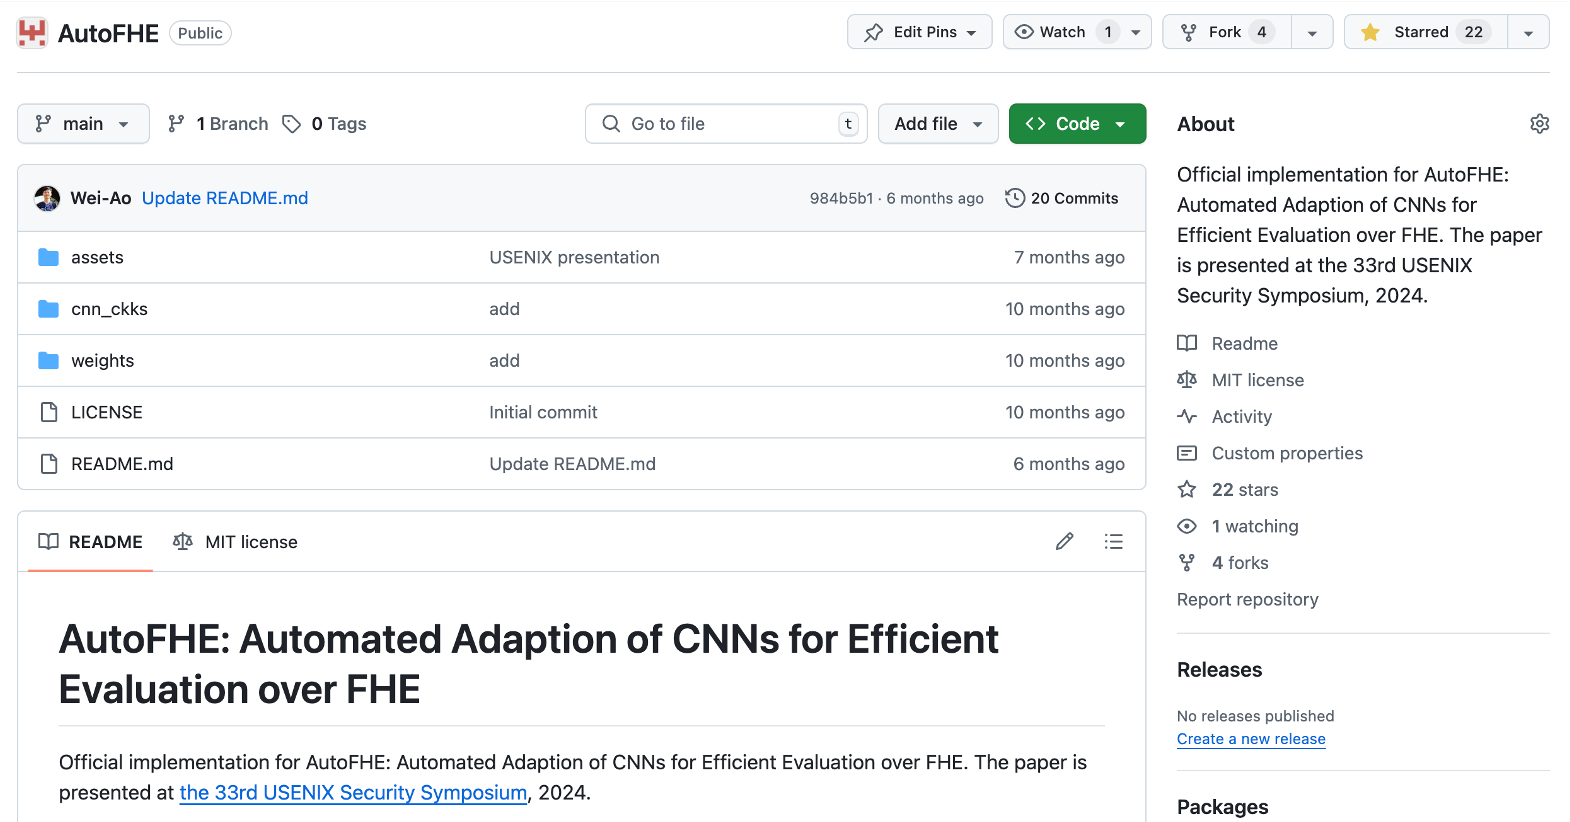 AutoFHE Public Edit Pins Watch 1 Fork 4 Starred 22
main 1 Branch 0 Tags Go to file t Add file Code
Wei-Ao Update README.md 984b5b1 · 6 months ago 20 Commits
assets USENIX presentation 7 months ago
cnn_ckks add 10 months ago
weights add 10 months ago
LICENSE Initial commit 10 months ago
README.md Update README.md 6 months ago
README MIT license
AutoFHE: Automated Adaption of CNNs for Efficient
Evaluation over FHE
Official implementation for AutoFHE: Automated Adaption of CNNs for Efficient Evaluation over FHE. The paper is
presented at the 33rd USENIX Security Symposium, 2024.
About
Official implementation for AutoFHE:
Automated Adaption of CNNs for
Efficient Evaluation over FHE. The paper
is presented at the 33rd USENIX
Security Symposium, 2024.
Readme
MIT license
Activity
Custom properties
22 stars
1 watching
4 forks
Report repository
Releases
No releases published
Create a new release
Packages